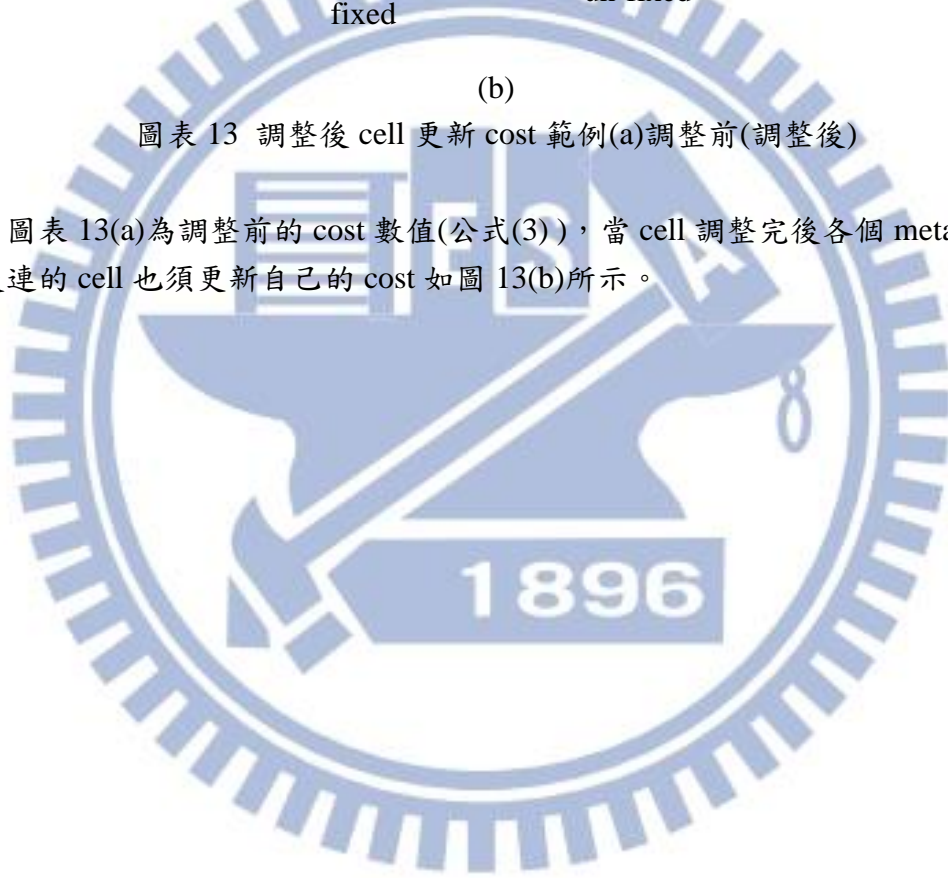 fixed
(b)
圖表 13 調整後 cell 更新 cost 範例(a)調整前(調整後)
圖表 13(a)為調整前的 cost 數值(公式(3) )，當 cell 調整完後各個 meta
連的 cell 也須更新自己的 cost 如圖 13(b)所示。
ES A
1896